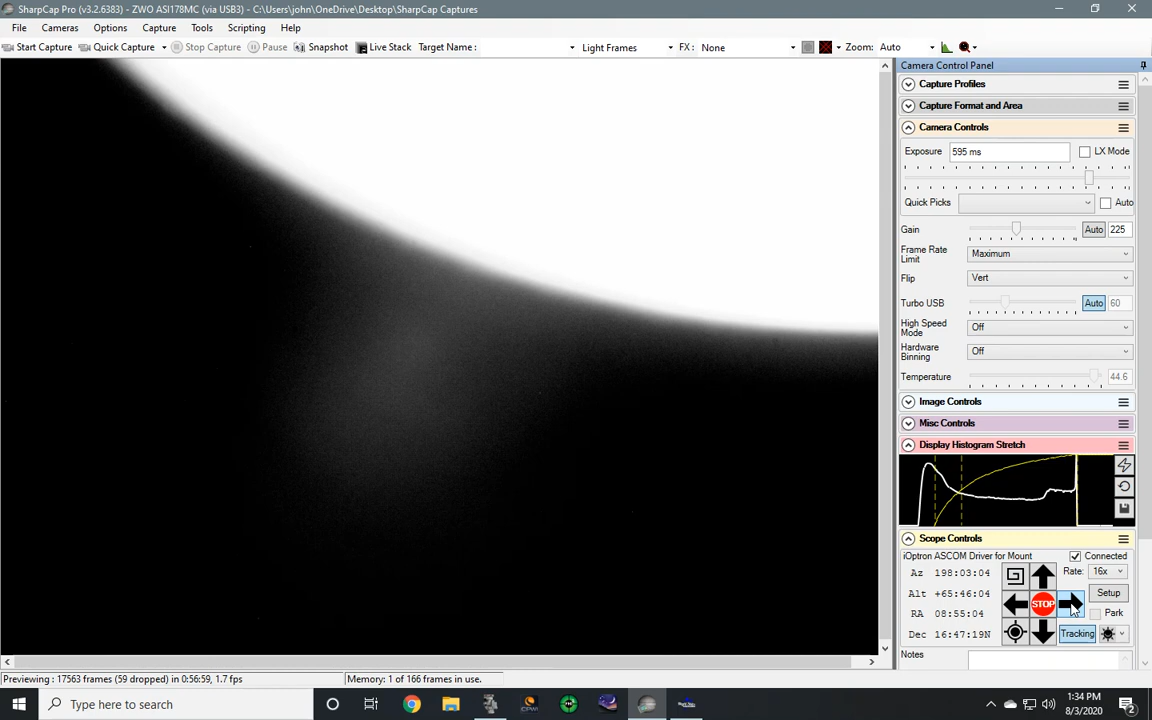 SharpCap Pro (v3.2.6383) - ZWO ASI178MC (via USB3) - C:\Users\john\OneDrive\Desktop\SharpCap Captures
File Cameras Options Capture Tools Scripting Help
Start Capture Quick Capture Stop Capture Pause Snapshot Live Stack Target Name : Light Frames FX : None Zoom: Auto
Camera Control Panel
Capture Profiles
Capture Format and Area
Camera Controls
Exposure 595 ms LX Mode
Quick Picks Auto
Gain Auto 225
Frame Rate Limit Maximum
Flip Vert
Turbo USB Auto 60
High Speed Mode Off
Hardware Binning Off
Temperature 44.6
Image Controls
Misc Controls
Display Histogram Stretch
Scope Controls
iOptron ASCOM Driver for Mount Connected
Az 198:03:04 Rate: 16x
Alt +65:46:04 Setup
RA 08:55:04 STOP Park
Dec 16:47:19N Tracking
Notes
Previewing : 17563 frames (59 dropped) in 0:56:59, 1.7 fps Memory: 1 of 166 frames in use.
Type here to search
1:34 PM
8/3/2020
2